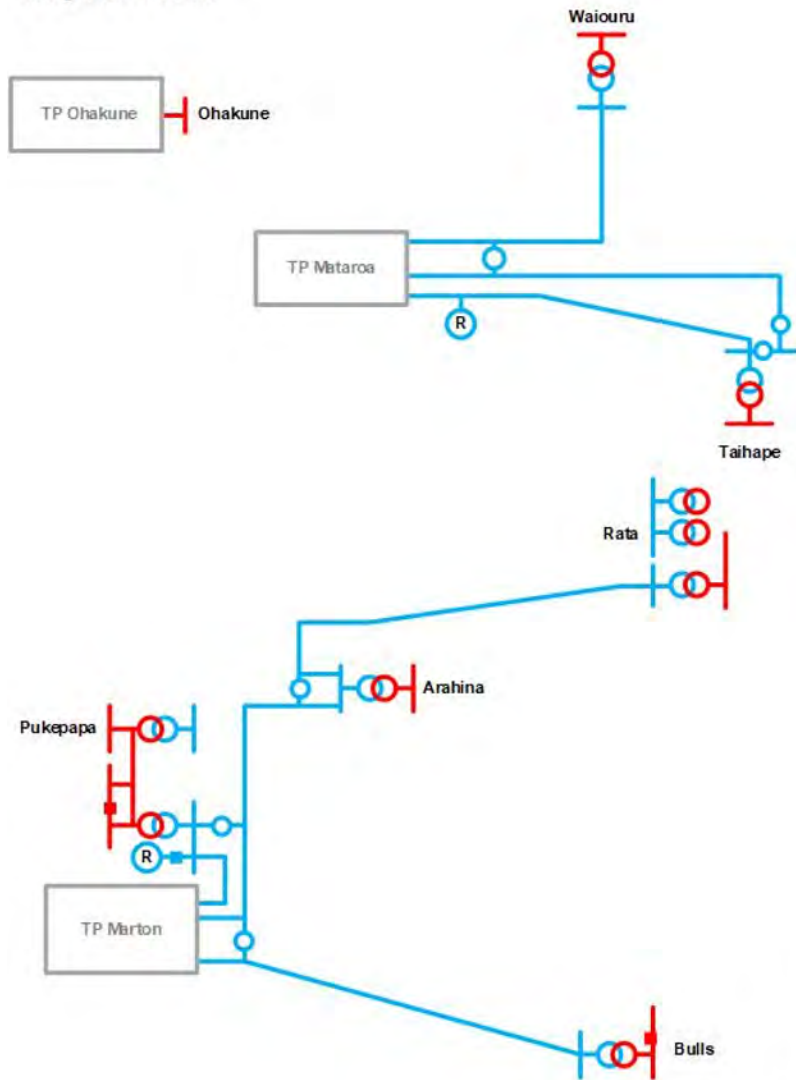 Waiouru
TP Ohakune
Ohakune
TP Mataroa
R
Taihape
Rata
Arahina
Pukepapa
R
TP Marton
Bulls